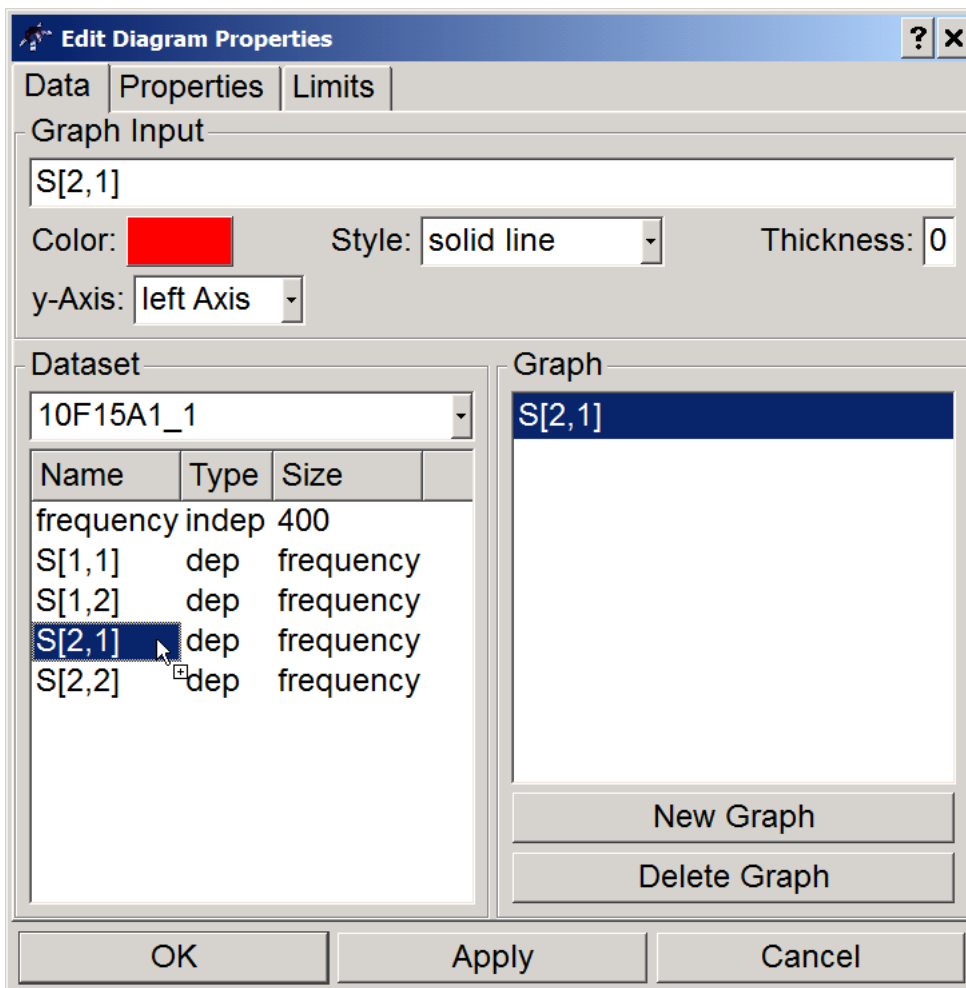 Edit Diagram Properties
Data Properties Limits
Graph Input
S[2,1]
Color: Style: solid line Thickness: 0
y-Axis: left Axis
Dataset
10F15A1_1
Name Type Size
frequency indep 400
S[1,1] dep frequency
S[1,2] dep frequency
S[2,1] dep frequency
S[2,2] dep frequency
Graph
S[2,1]
New Graph
Delete Graph
OK Apply Cancel